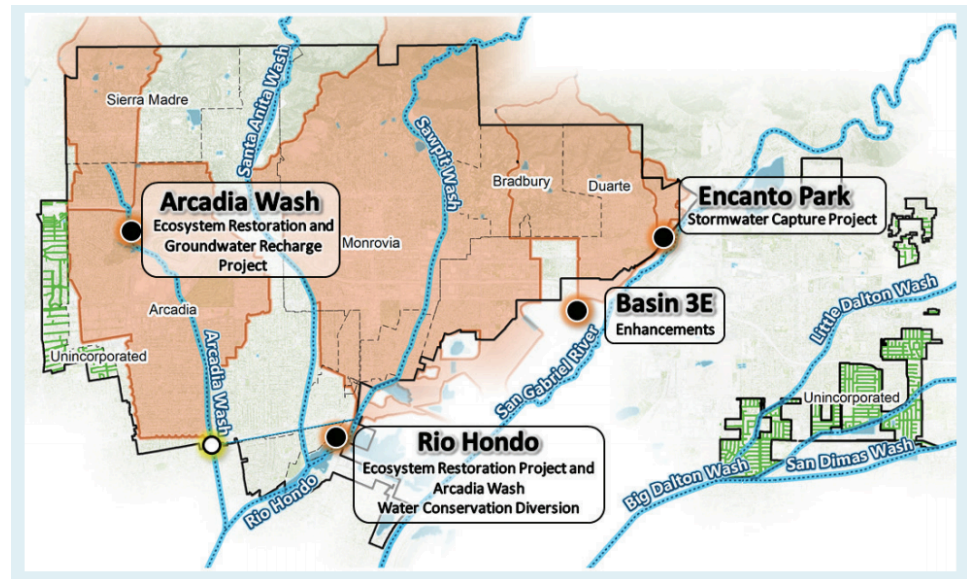 Sierra Madre
Santa Anita Wash
Sawpit Wash
Bradbury
Duarte
Encanto Park
Stormwater Capture Project
Arcadia Wash
Ecosystem Restoration and
Groundwater Recharge
Project
Monrovia
Arcadia
Basin 3E
Enhancements
Little Dalton Wash
Unincorporated
Arcadia Wash
San Gabriel River
Unincorporated
Rio Hondo
Ecosystem Restoration Project and
Arcadia Wash
Water Conservation Diversion
Rio Hondo
Big Dalton Wash
San Dimas Wash